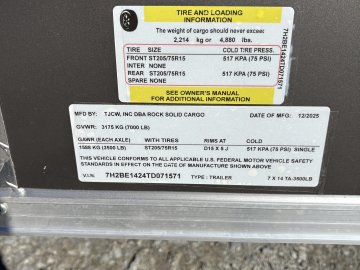 TIRE AND LOADING
INFORMATION
The weight of cargo should never exceed:
2,214 kg or 4,880 lbs.
TIRE SIZE COLD TIRE PRESS.
FRONT ST205/75R15 517 KPA (75 PSI)
INTER NONE
REAR ST205/75R15 517 KPA (75 PSI)
SPARE NONE
SEE OWNER'S MANUAL
FOR ADDITIONAL INFORMATION
7H2BE1424TD071571
MFD BY: TJCW, INC DBA ROCK SOLID CARGO DATE OF MFG: 12/2025
GVWR: 3175 KG (7000 LB)
GAWR (EACH AXLE) WITH TIRES RIMS AT COLD
1588 KG (3500 LB) ST205/75R15 D15 X 5 J 517 KPA (75 PSI) SINGLE
THIS VEHICLE CONFORMS TO ALL APPLICABLE U.S. FEDERAL MOTOR VEHICLE SAFETY
STANDARDS IN EFFECT ON THE DATE OF MANUFACTURE SHOWN ABOVE
V.I.N: 7H2BE1424TD071571 TYPE : TRAILER 7 X 14 TA-3500LB